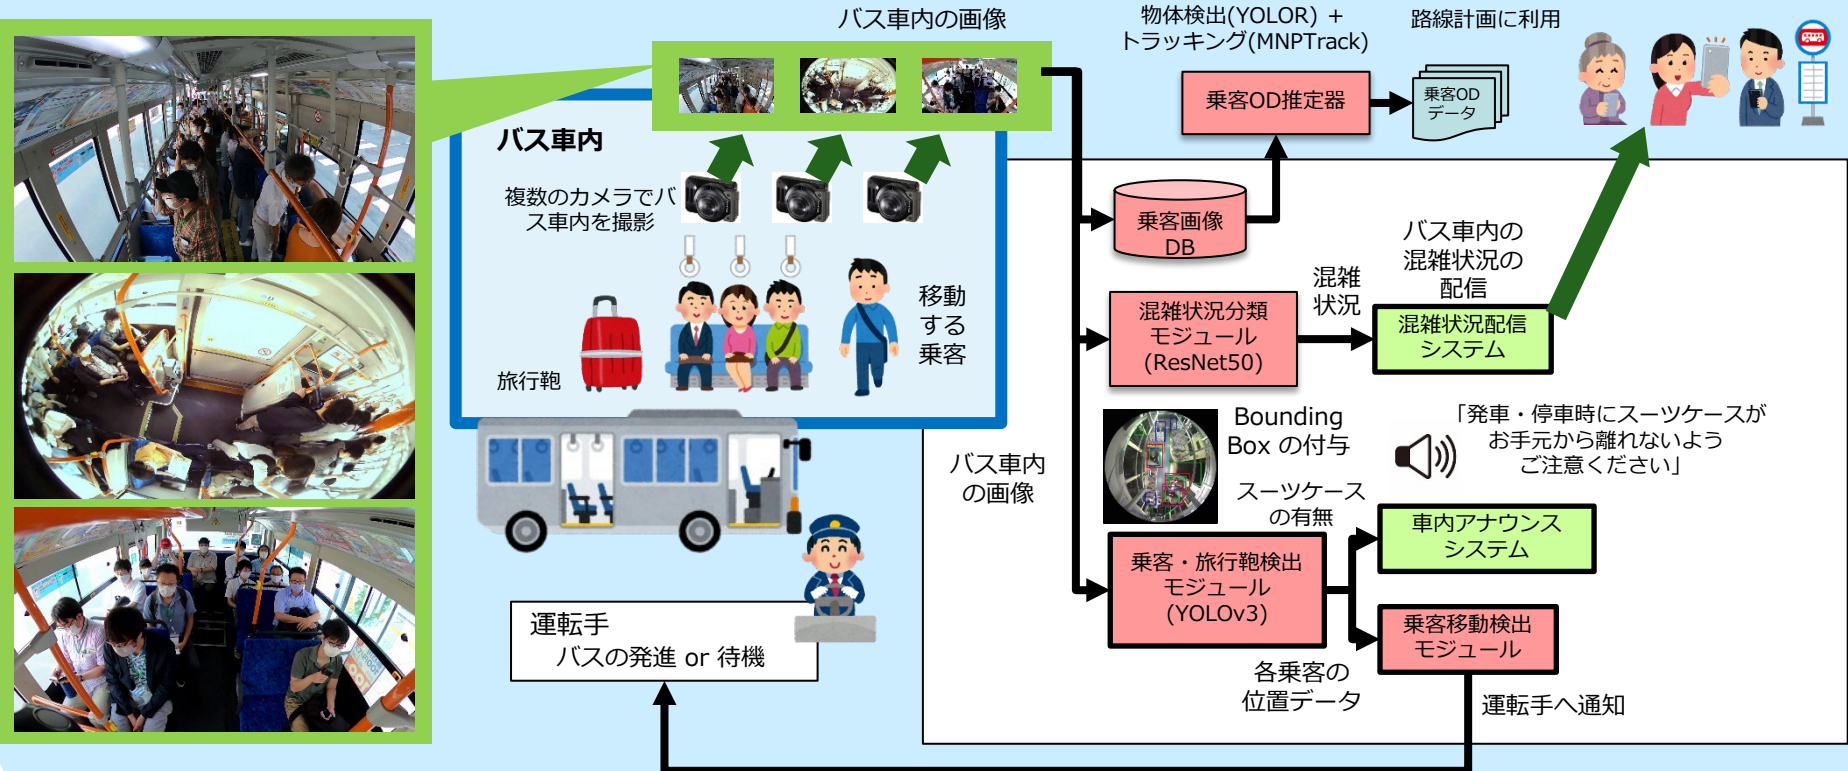 バス車内の画像
物体検出(YOLOR) +
トラッキング(MNPTrack)
路線計画に利用
乗客OD推定器
乗客OD
データ
バス車内
複数のカメラでバ
ス車内を撮影
旅行鞄
移動
する
乗客
乗客画像
DB
混雑状況分類
モジュール
(ResNet50)
混雑
状況
バス車内の
混雑状況の
配信
混雑状況配信
システム
バス車内
の画像
Bounding
Box の付与
スーツケース
の有無
「発車・停車時にスーツケースが
お手元から離れないよう
ご注意ください」
乗客・旅行鞄検出
モジュール
(YOLOv3)
車内アナウンス
システム
乗客移動検出
モジュール
各乗客の
位置データ
運転手へ通知
運転手
バスの発進 or 待機